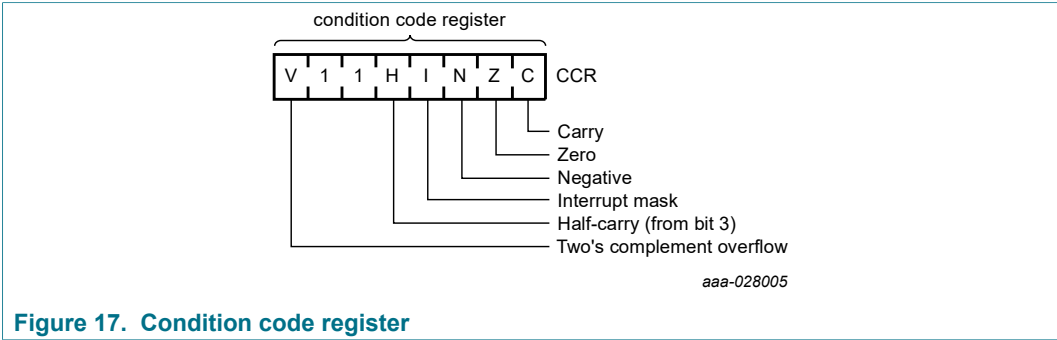 condition code register
V 1 1 H I N Z C CCR
Carry
Zero
Negative
Interrupt mask
Half-carry (from bit 3)
Two's complement overflow
aaa-028005
Figure 17. Condition code register